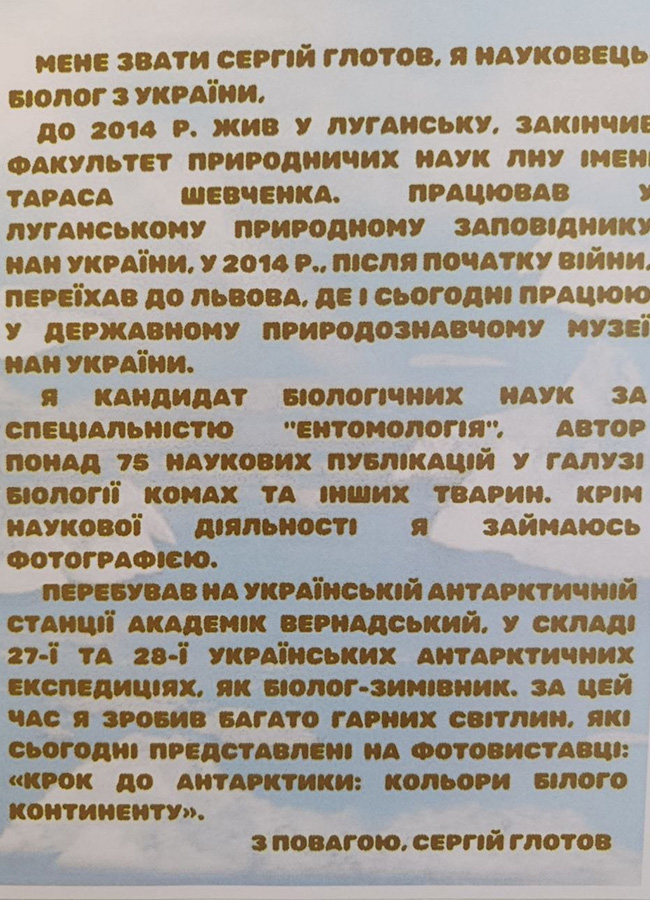 МЕНЕ ЗВАТИ СЕРГІЙ ГЛОТОВ, Я НАУКОВЕЦЬ
БІОЛОГ З УКРАЇНИ,
ДО 2014 Р. ЖИВ У ЛУГАНСЬКУ, ЗАКІНЧИВ
ФАКУЛЬТЕТ ПРИРОДНИЧИХ НАУК ЛНУ ІМЕНІ
ТАРАСА ШЕВЧЕНКА. ПРАЦЮВАВ У
ЛУГАНСЬКОМУ ПРИРОДНОМУ ЗАПОВІДНИКУ
НАН УКРАЇНИ, У 2014 Р., ПІСЛЯ ПОЧАТКУ ВІЙНИ,
ПЕРЕЇХАВ ДО ЛЬВОВА, ДЕ І СЬОГОДНІ ПРАЦЮЮ
У ДЕРЖАВНОМУ ПРИРОДОЗНАВЧОМУ МУЗЕЇ
НАН УКРАЇНИ.
Я КАНДИДАТ БІОЛОГІЧНИХ НАУК ЗА
СПЕЦІАЛЬНІСТЮ "ЕНТОМОЛОГІЯ", АВТОР
ПОНАД 75 НАУКОВИХ ПУБЛІКАЦІЙ У ГАЛУЗІ
БІОЛОГІЇ КОМАХ ТА ІНШИХ ТВАРИН. КРІМ
НАУКОВОЇ ДІЯЛЬНОСТІ Я ЗАЙМАЮСЬ
ФОТОГРАФІЄЮ.
ПЕРЕБУВАВ НА УКРАЇНСЬКІЙ АНТАРКТИЧНІЙ
СТАНЦІЇ АКАДЕМІК ВЕРНАДСЬКИЙ, У СКЛАДІ
27-Ї ТА 28-Ї УКРАЇНСЬКИХ АНТАРКТИЧНИХ
ЕКСПЕДИЦІЯХ, ЯК БІОЛОГ-ЗИМІВНИК. ЗА ЦЕЙ
ЧАС Я ЗРОБИВ БАГАТО ГАРНИХ СВІТЛИН, ЯКІ
СЬОГОДНІ ПРЕДСТАВЛЕНІ НА ФОТОВИСТАВЦІ:
«КРОК ДО АНТАРКТИКИ: КОЛЬОРИ БІЛОГО
КОНТИНЕНТУ».
З ПОВАГОЮ, СЕРГІЙ ГЛОТОВ